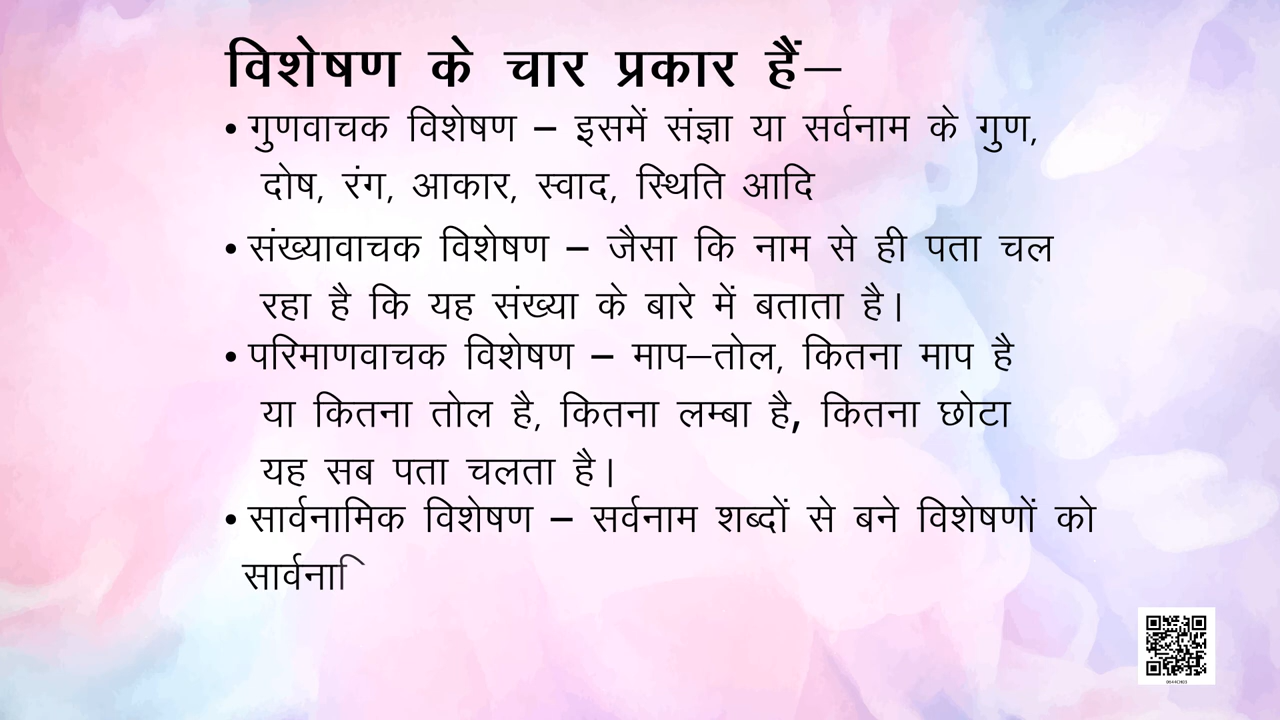 विशेषण के चार प्रकार हैं–
• गुणवाचक विशेषण – इसमें संज्ञा या सर्वनाम के गुण,
दोष, रंग, आकार, स्वाद, स्थिति आदि
• संख्यावाचक विशेषण – जैसा कि नाम से ही पता चल
रहा है कि यह संख्या के बारे में बताता है।
• परिमाणवाचक विशेषण – माप–तोल, कितना माप है
या कितना तोल है, कितना लम्बा है, कितना छोटा
यह सब पता चलता है।
• सार्वनामिक विशेषण – सर्वनाम शब्दों से बने विशेषणों को
सार्वनाि